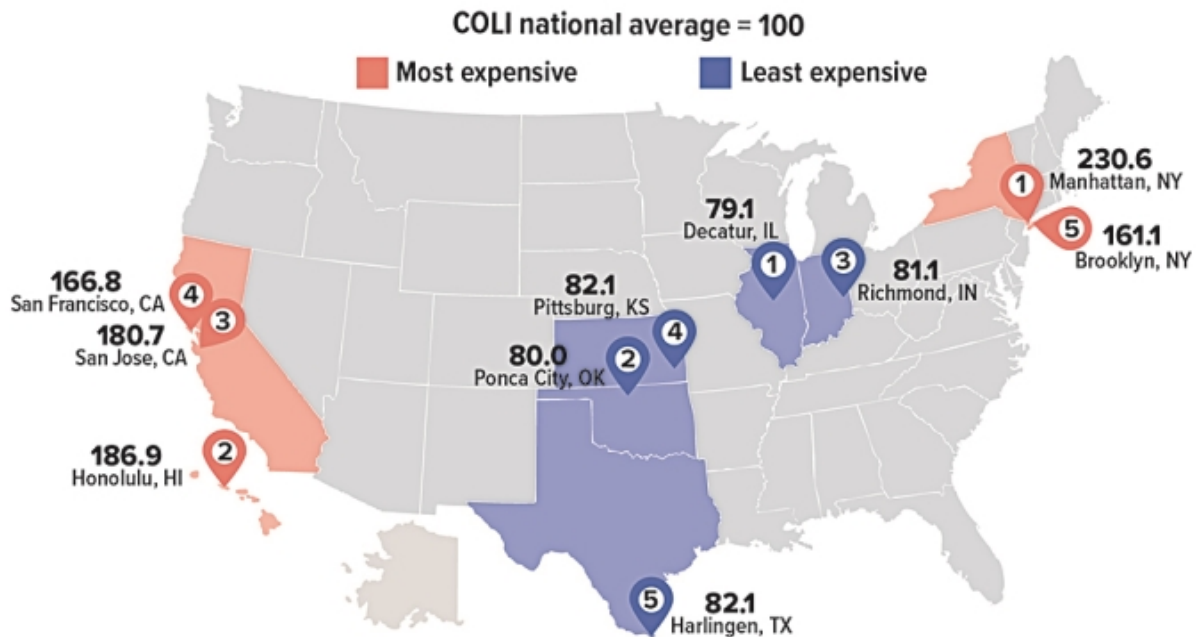 COLI national average = 100
Most expensive
Least expensive
230.6
Manhattan, NY
1
5
161.1
Brooklyn, NY
79.1
Decatur, IL
1
3
81.1
Richmond, IN
166.8
San Francisco, CA
4
3
180.7
San Jose, CA
82.1
Pittsburg, KS
4
80.0
Ponca City, OK
2
186.9
Honolulu, HI
2
5
82.1
Harlingen, TX